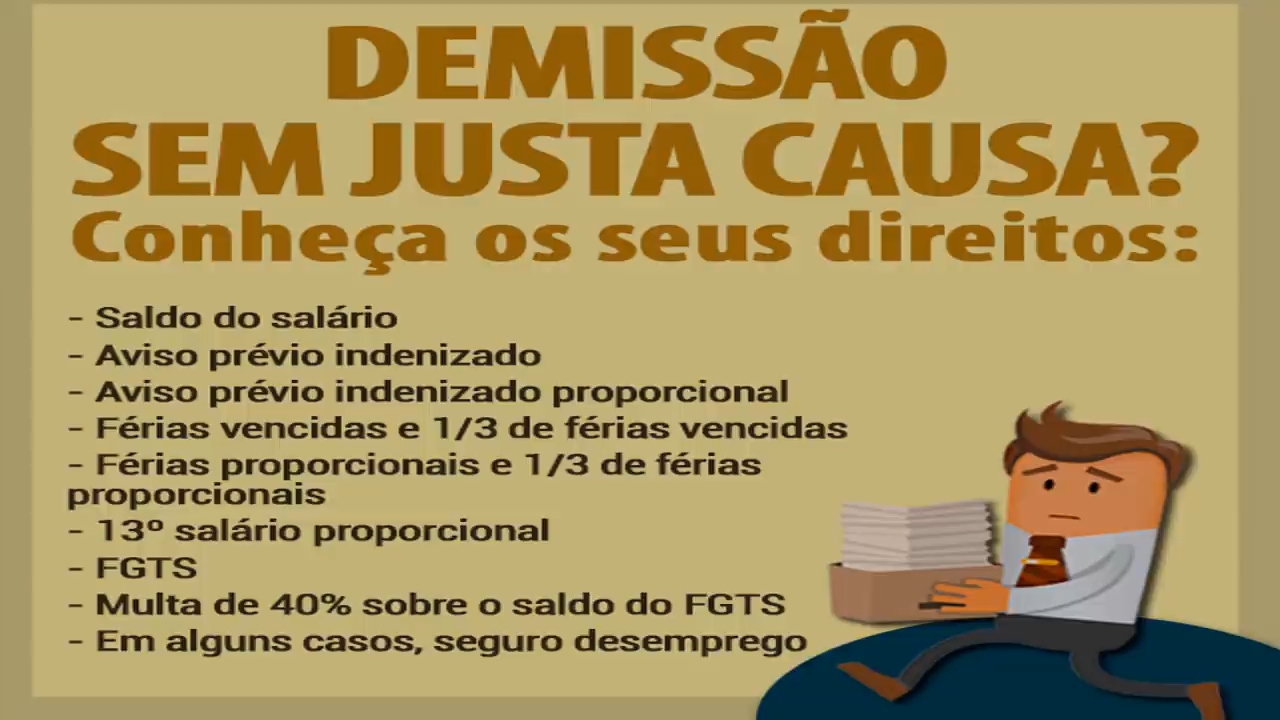 DEMISSÃO
SEM JUSTA CAUSA?
Conheça os seus direitos:
- Saldo do salário
- Aviso prévio indenizado
- Aviso prévio indenizado proporcional
- Férias vencidas e 1/3 de férias vencidas
- Férias proporcionais e 1/3 de férias
proporcionais
- 13º salário proporcional
- FGTS
- Multa de 40% sobre o saldo do FGTS
- Em alguns casos, seguro desemprego